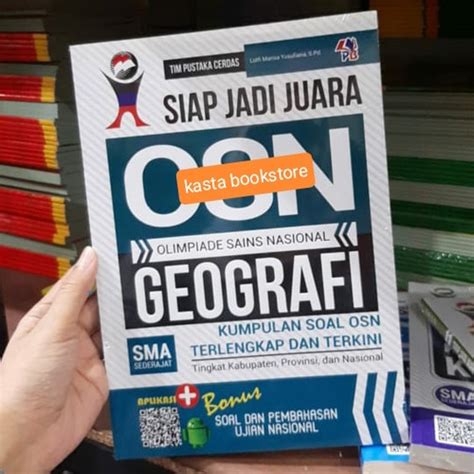 TIM PUSTAKA CERDAS
Lutfi Marisa Yusufiana, S.Pd
SIAP JADI JUARA
OSN
kasta bookstore
OLIMPIADE SAINS NASIONAL
GEOGRAFI
KUMPULAN SOAL OSN
TERLENGKAP DAN TERKINI
Tingkat Kabupaten, Provinsi, dan Nasional
SMA
SEDERAJAT
APLIKASI
Bonus
SOAL DAN PEMBAHASAN
UJIAN NASIONAL
SMA